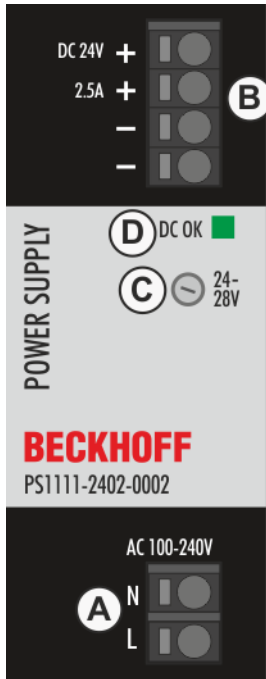 DC 24V +
2.5A +
−
−
B
D DC OK
C 24-
28V
POWER SUPPLY
BECKHOFF
PS1111-2402-0002
AC 100-240V
A N
L